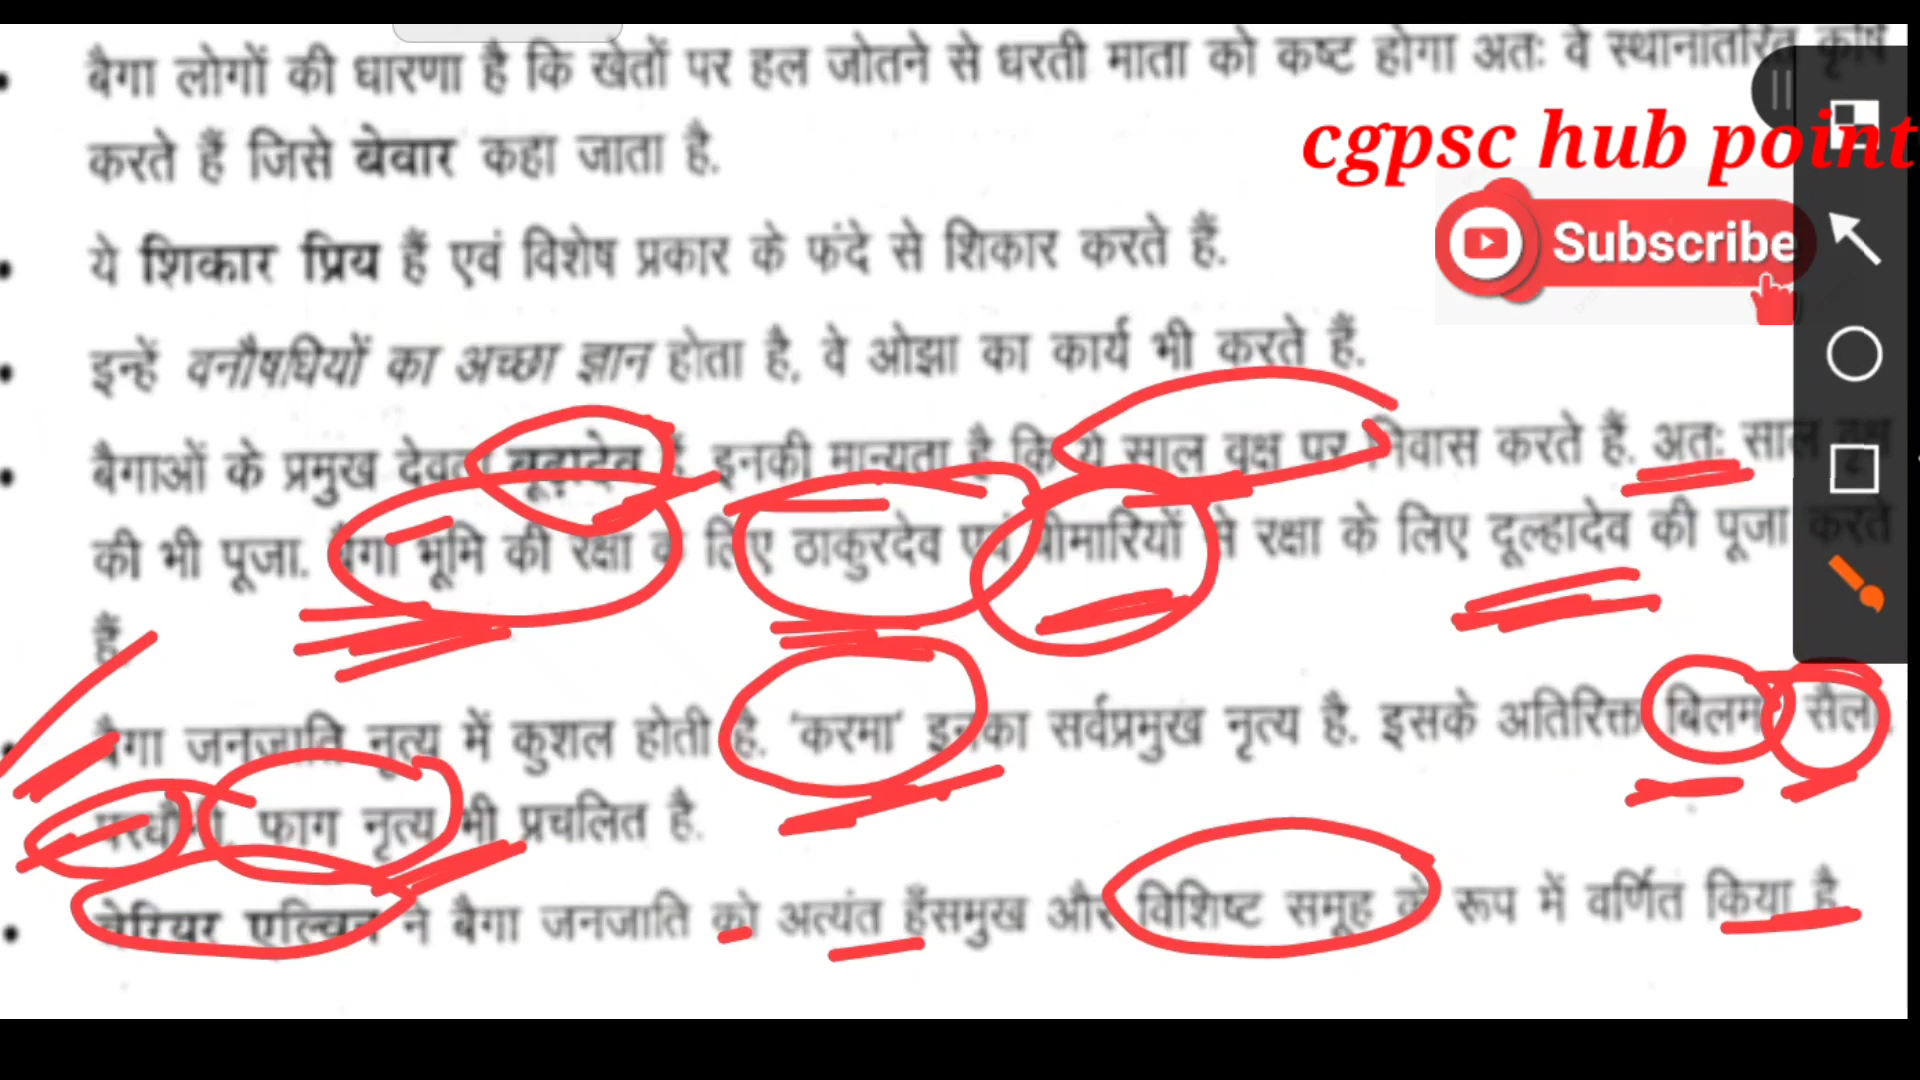 बैगा लोगों की धारणा है कि खेतों पर हल जोतने से धरती माता को कष्ट होगा अतः वे स्थानांतरित कृषि
करते हैं जिसे बेवार कहा जाता है.
cgpsc hub point
Subscribe
ये शिकार प्रिय हैं एवं विशेष प्रकार के फंदे से शिकार करते हैं.
इन्हें वनौषधियों का अच्छा ज्ञान होता है, वे ओझा का कार्य भी करते हैं.
बैगाओं के प्रमुख देवता बूढ़ादेव हैं, इनकी मान्यता है कि ये साल वृक्ष पर निवास करते हैं. अतः साल वृक्ष
की भी पूजा. बैगा भूमि की रक्षा के लिए ठाकुरदेव एवं बीमारियों से रक्षा के लिए दूल्हादेव की पूजा करते
हैं
बैगा जनजाति नृत्य में कुशल होती है. 'करमा' इनका सर्वप्रमुख नृत्य है. इसके अतिरिक्त बिलमा सैला
परधौनी, फाग नृत्य भी प्रचलित है.
वेरियर एल्विन ने बैगा जनजाति को अत्यंत हँसमुख और विशिष्ट समूह के रूप में वर्णित किया है.